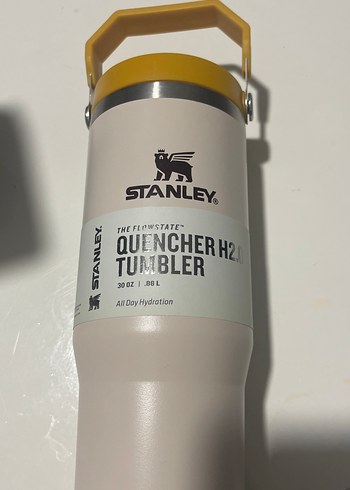 STANLEY®
STANLEY.
THE FLOWSTATE™
QUENCHER H2.0
TUMBLER
30 OZ | .88 L
All Day Hydration